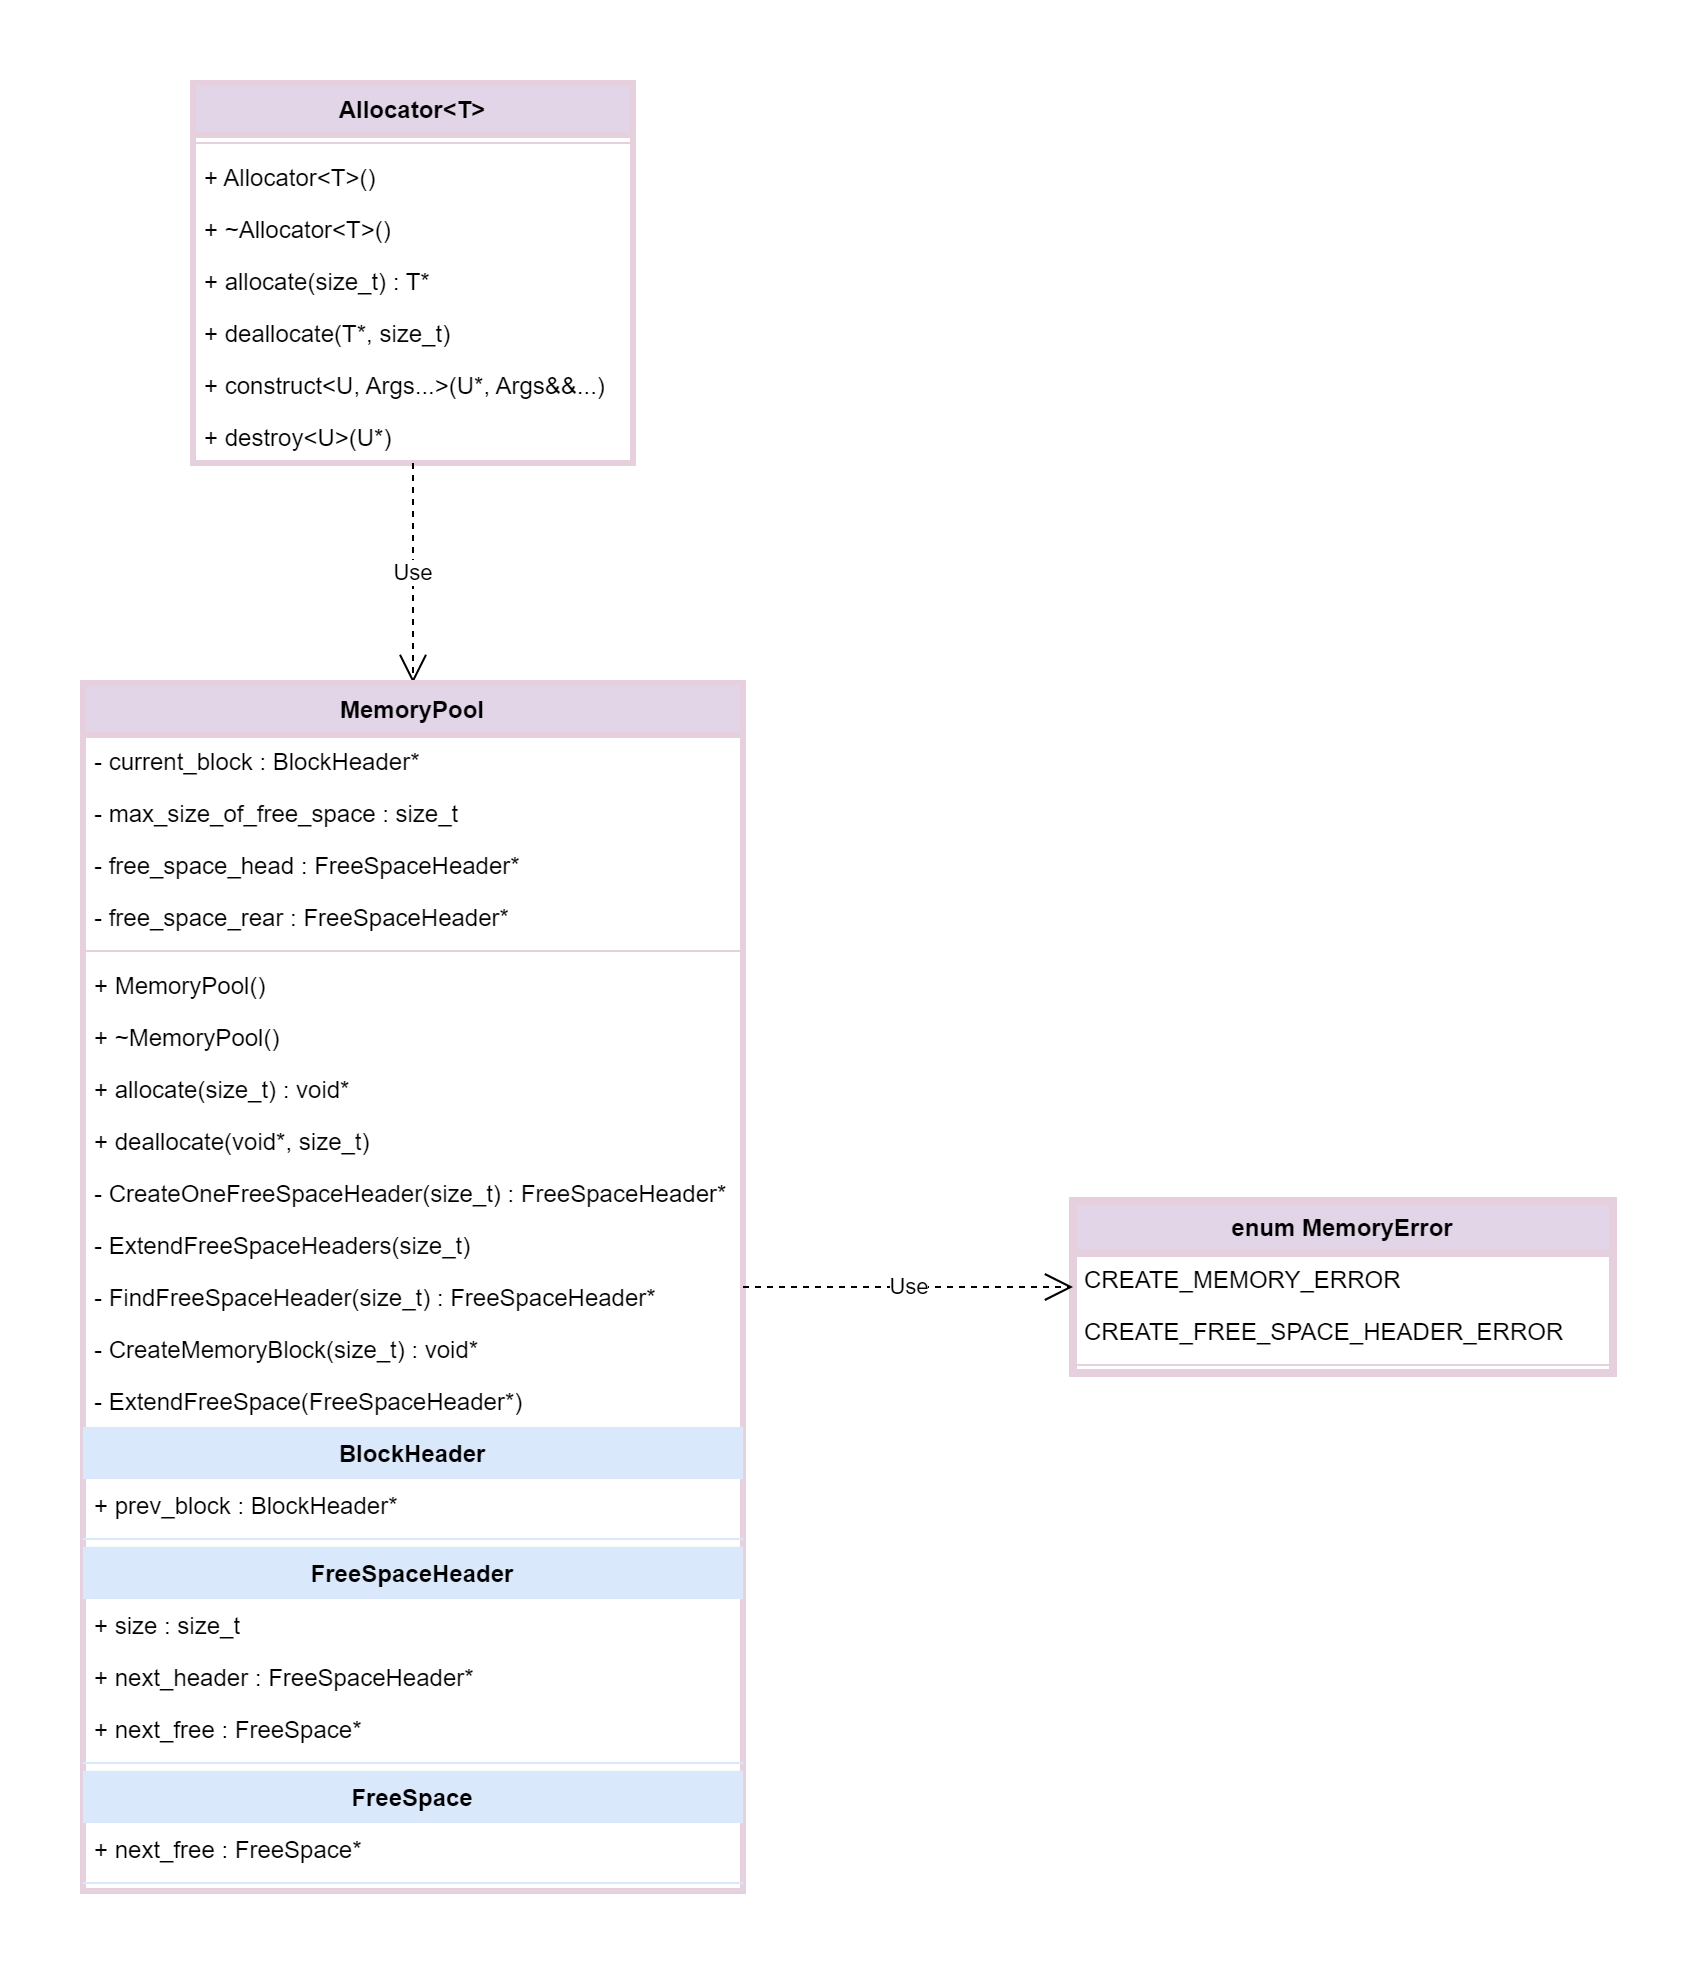 Allocator<T>
+ Allocator<T>()
+ ~Allocator<T>()
+ allocate(size_t) : T*
+ deallocate(T*, size_t)
+ construct<U, Args...>(U*, Args&&...)
+ destroy<U>(U*)
Use
MemoryPool
- current_block : BlockHeader*
- max_size_of_free_space : size_t
- free_space_head : FreeSpaceHeader*
- free_space_rear : FreeSpaceHeader*
+ MemoryPool()
+ ~MemoryPool()
+ allocate(size_t) : void*
+ deallocate(void*, size_t)
- CreateOneFreeSpaceHeader(size_t) : FreeSpaceHeader*
- ExtendFreeSpaceHeaders(size_t)
- FindFreeSpaceHeader(size_t) : FreeSpaceHeader*
- CreateMemoryBlock(size_t) : void*
- ExtendFreeSpace(FreeSpaceHeader*)
BlockHeader
+ prev_block : BlockHeader*
FreeSpaceHeader
+ size : size_t
+ next_header : FreeSpaceHeader*
+ next_free : FreeSpace*
FreeSpace
+ next_free : FreeSpace*
Use
enum MemoryError
CREATE_MEMORY_ERROR
CREATE_FREE_SPACE_HEADER_ERROR